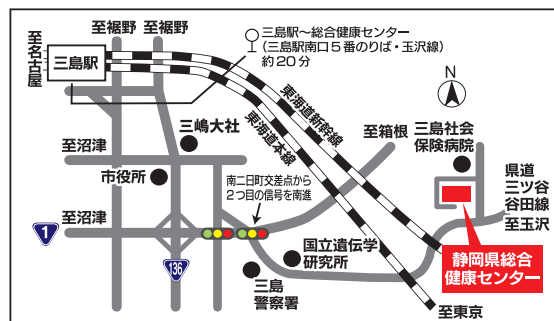 至裾野
至裾野
至名古屋
三島駅
三島駅～総合健康センター
(三島駅南口５番のりば・玉沢線)
約２０分
N
東海道新幹線
東海道本線
至箱根
三島社会
保険病院
三嶋大社
至沼津
市役所
南二日町交差点から
２つ目の信号を南進
県道
三ツ谷
谷田線
至玉沢
1
至沼津
136
国立遺伝学
研究所
三島
警察署
静岡県総合
健康センター
至東京